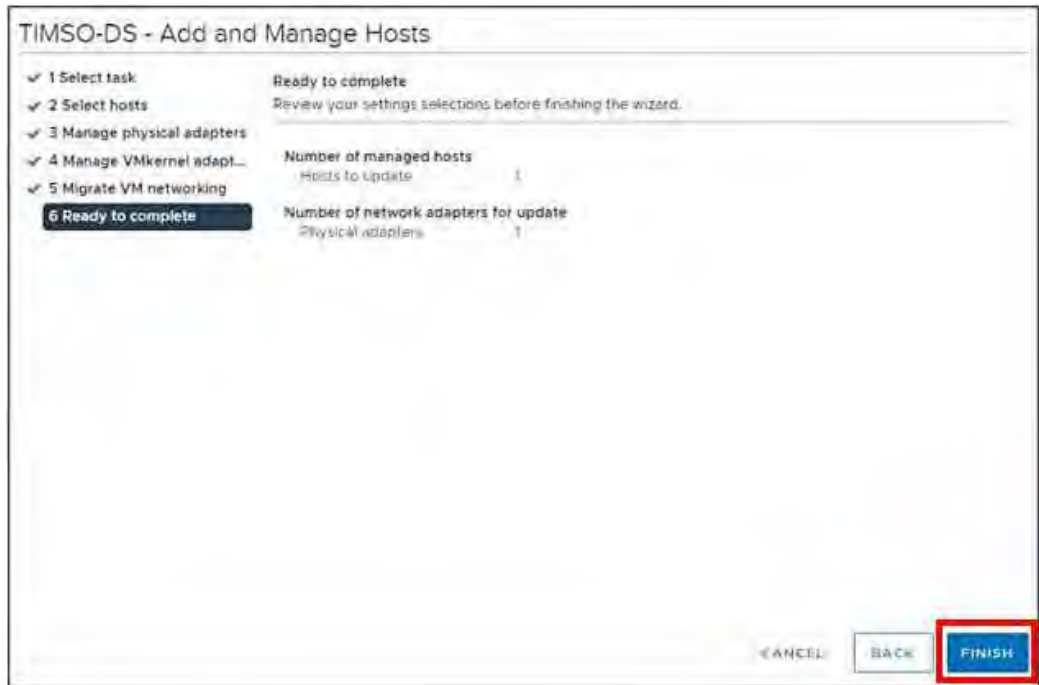 TIMSO-DS - Add and Manage Hosts
✓ 1 Select task
✓ 2 Select hosts
✓ 3 Manage physical adapters
✓ 4 Manage VMkernel adapt...
✓ 5 Migrate VM networking
6 Ready to complete
Ready to complete
Review your settings selections before finishing the wizard.
Number of managed hosts
Hosts to update 1
Number of network adapters for update
Physical adapters 1
CANCEL
BACK
FINISH